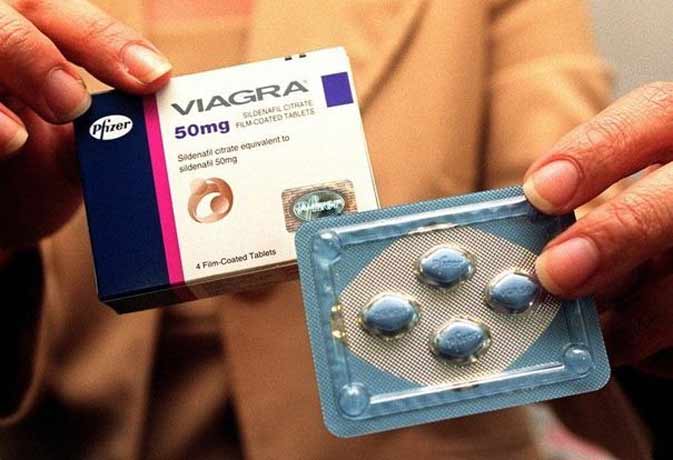 Pfizer
VIAGRA
SILDENAFIL CITRATE
FILM-COATED TABLETS
50mg
Sildenafil citrate equivalent to
sildenafil 50mg
4 Film-Coated Tablets